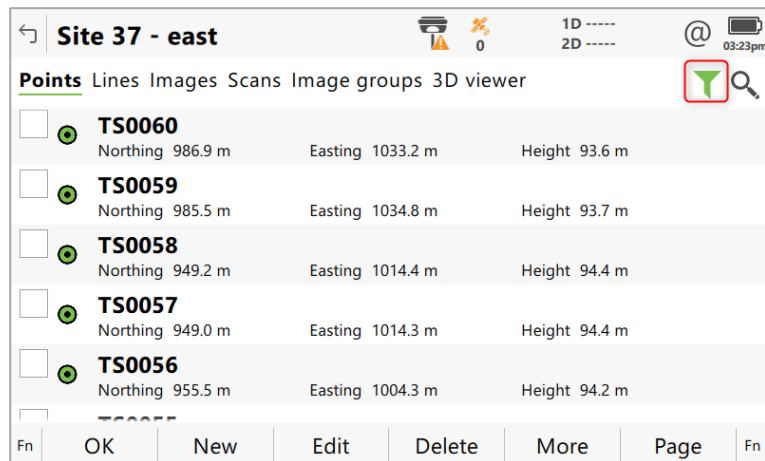 Site 37 - east
0
1D -----
2D -----
@
03:23pm
Points Lines Images Scans Image groups 3D viewer
TS0060
Northing 986.9 m Easting 1033.2 m Height 93.6 m
TS0059
Northing 985.5 m Easting 1034.8 m Height 93.7 m
TS0058
Northing 949.2 m Easting 1014.4 m Height 94.4 m
TS0057
Northing 949.0 m Easting 1014.3 m Height 94.4 m
TS0056
Northing 955.5 m Easting 1004.3 m Height 94.2 m
Fn OK New Edit Delete More Page Fn